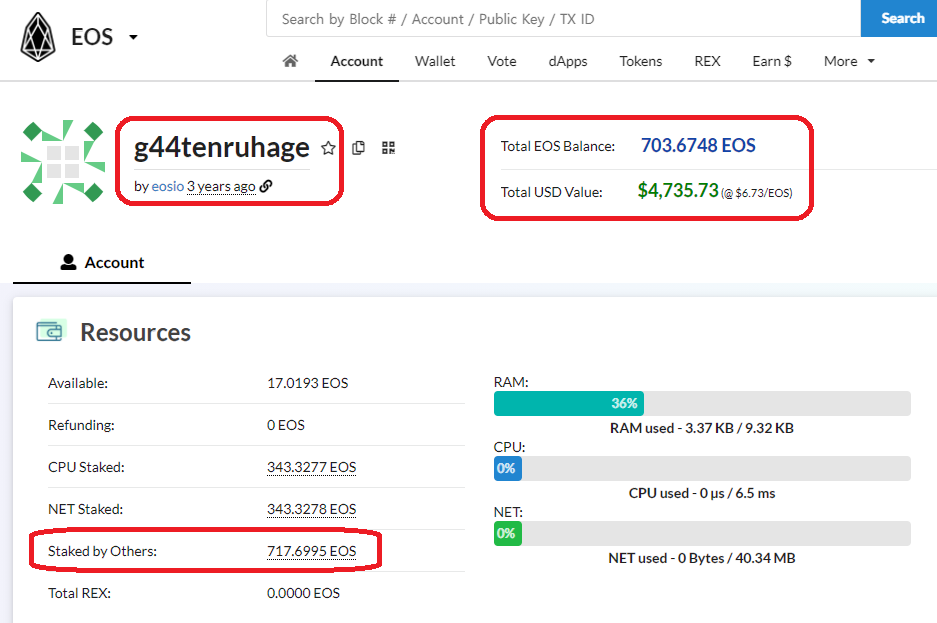 EOS
Search by Block # / Account / Public Key / TX ID
Search
Account Wallet Vote dApps Tokens REX Earn $ More
g44tenruhage
by eosio 3 years ago
Total EOS Balance: 703.6748 EOS
Total USD Value: $4,735.73 (@ $6.73/EOS)
Account
Resources
Available: 17.0193 EOS
Refunding: 0 EOS
CPU Staked: 343.3277 EOS
NET Staked: 343.3278 EOS
Staked by Others: 717.6995 EOS
Total REX: 0.0000 EOS
RAM:
36%
RAM used - 3.37 KB / 9.32 KB
CPU:
0%
CPU used - 0 µs / 6.5 ms
NET:
0%
NET used - 0 Bytes / 40.34 MB